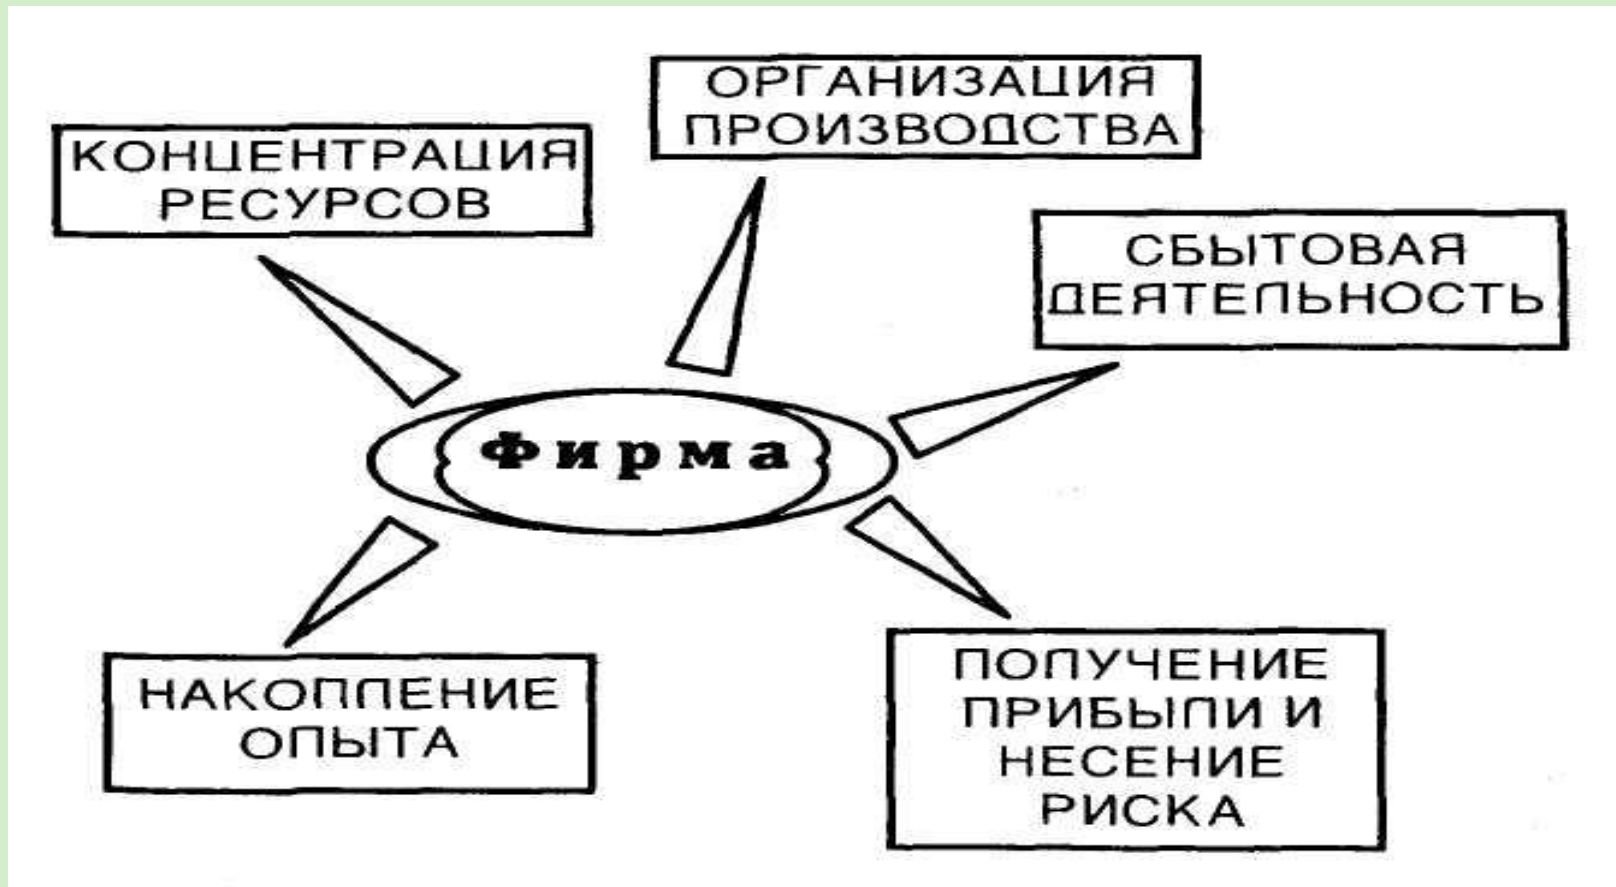 ОРГАНИЗАЦИЯ
ПРОИЗВОДСТВА
КОНЦЕНТРАЦИЯ
РЕСУРСОВ
СБЫТОВАЯ
ДЕЯТЕЛЬНОСТЬ
Фирма
НАКОПЛЕНИЕ
ОПЫТА
ПОЛУЧЕНИЕ
ПРИБЫЛИ И
НЕСЕНИЕ
РИСКА